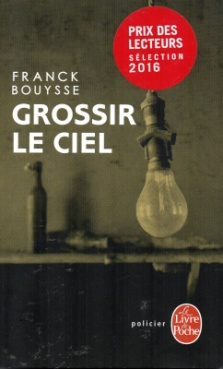 PRIX DES
LECTEURS
SÉLECTION
2016
FRANCK
BOUYSSE
GROSSIR
LE CIEL
policier
Le
Livre
de
Poche